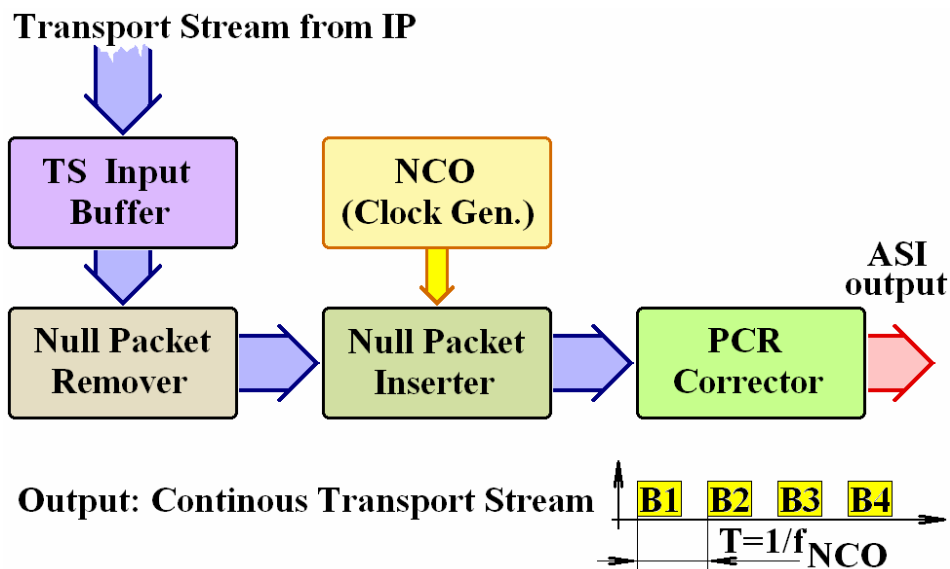 Transport Stream from IP
TS Input
Buffer
NCO
(Clock Gen.)
ASI
output
Null Packet
Remover
Null Packet
Inserter
PCR
Corrector
Output: Continous Transport Stream
B1 B2 B3 B4
T=1/fNCO